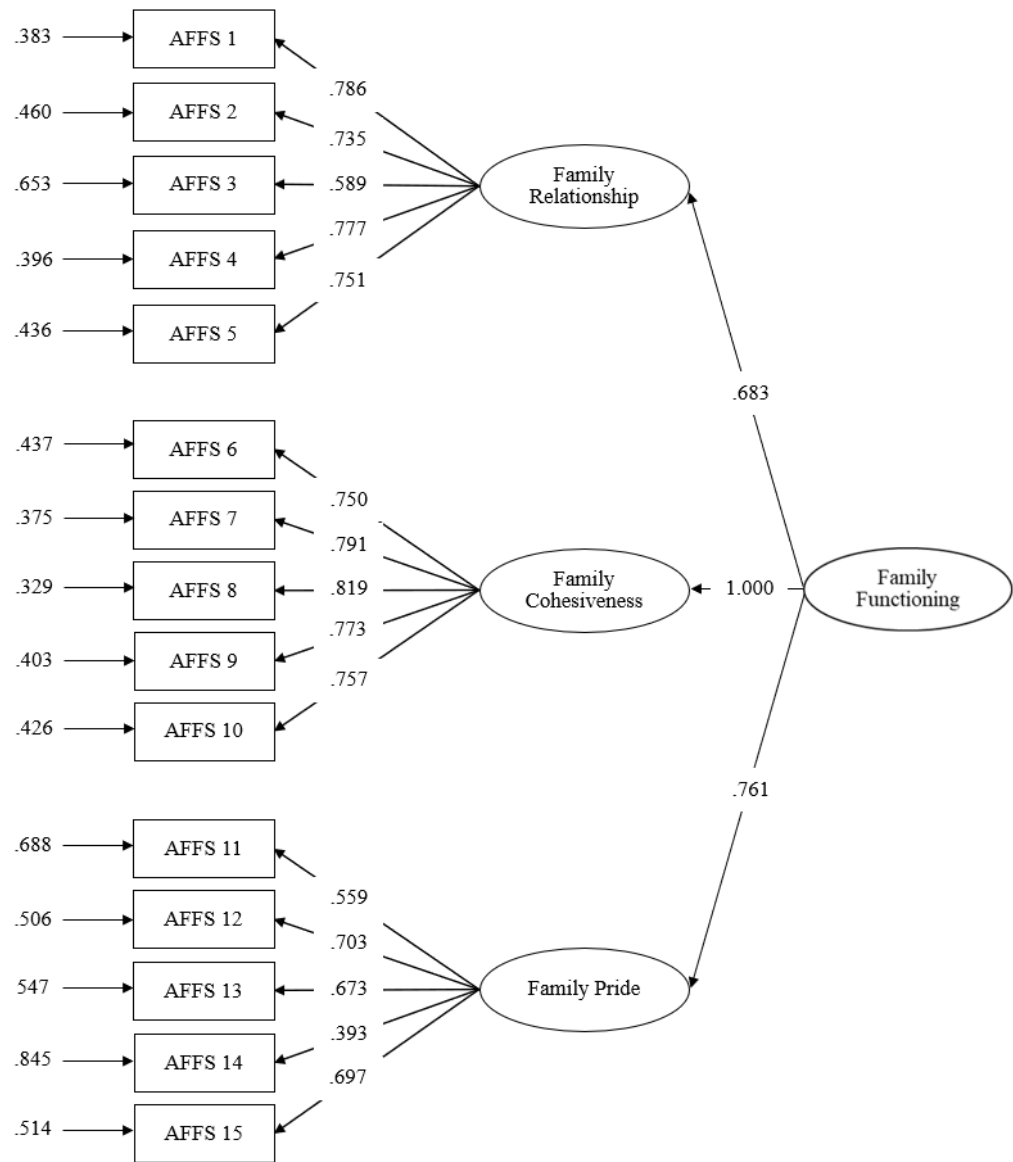 .383
AFFS 1
.786
.460
AFFS 2
.735
.653
AFFS 3
.589
.396
AFFS 4
.777
.436
AFFS 5
.751
Family
Relationship
.683
.437
AFFS 6
.750
.375
AFFS 7
.791
.329
AFFS 8
.819
.403
AFFS 9
.773
.426
AFFS 10
.757
Family
Cohesiveness
1.000
Family
Functioning
.761
.688
AFFS 11
.559
.506
AFFS 12
.703
547
AFFS 13
.673
.845
AFFS 14
.393
.514
AFFS 15
.697
Family Pride